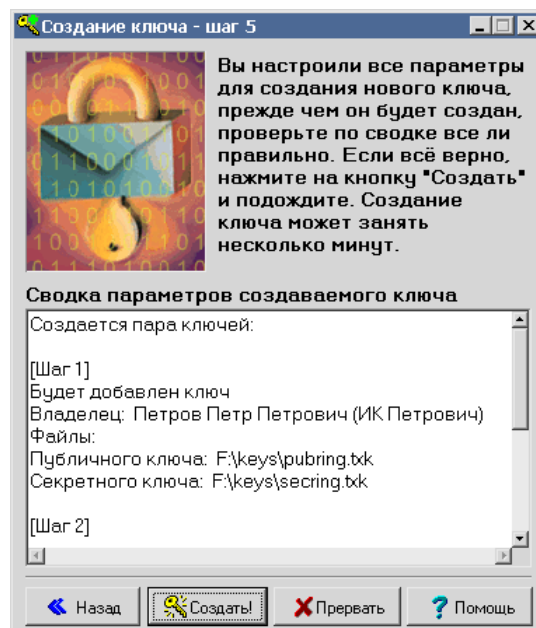 Создание ключа - шаг 5
Вы настроили все параметры
для создания нового ключа,
прежде чем он будет создан,
проверьте по сводке все ли
правильно. Если всё верно,
нажмите на кнопку "Создать"
и подождите. Создание
ключа может занять
несколько минут.
Сводка параметров создаваемого ключа
Создается пара ключей:
[Шаг 1]
Будет добавлен ключ
Владелец: Петров Петр Петрович (ИК Петрович)
Файлы:
Публичного ключа: F:\keys\pubring.txk
Секретного ключа: F:\keys\secring.txk
[Шаг 2]
Назад
Создать!
Прервать
Помощь